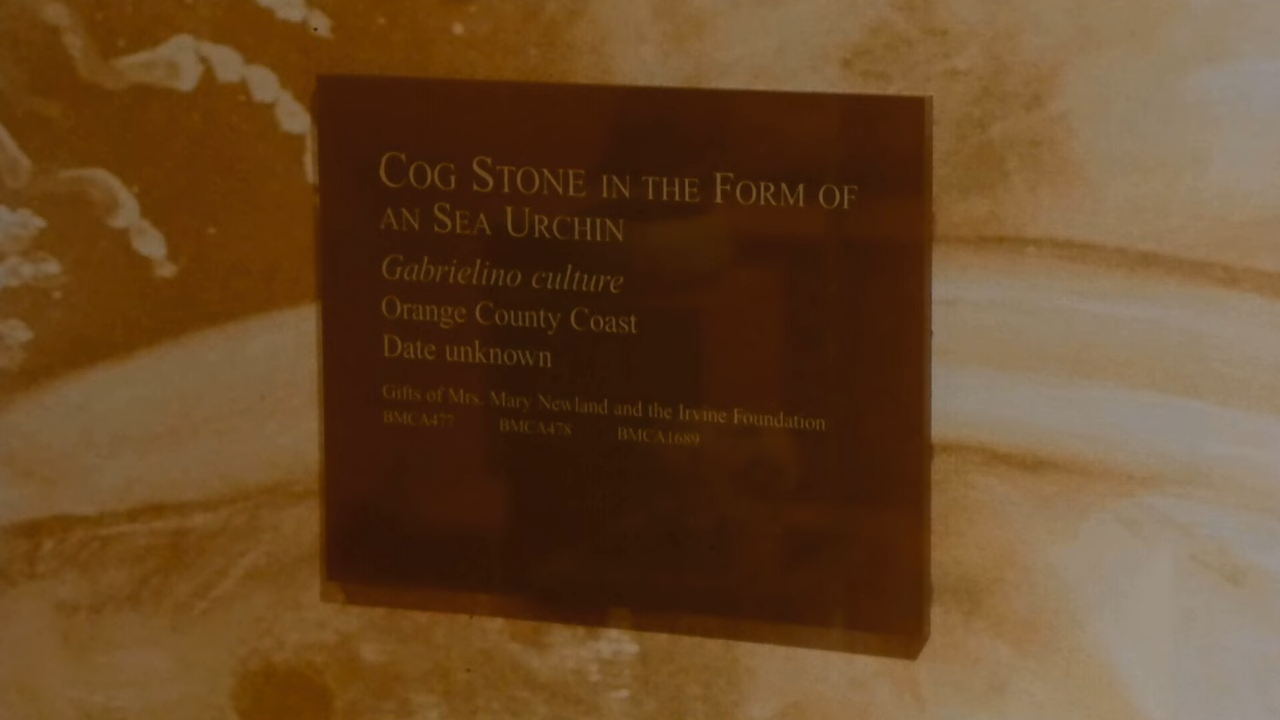 COG STONE IN THE FORM OF
AN SEA URCHIN
Gabrielino culture
Orange County Coast
Date unknown
Gifts of Mrs. Mary Newland and the Irvine Foundation
BMCA477 BMCA478 BMCA1689